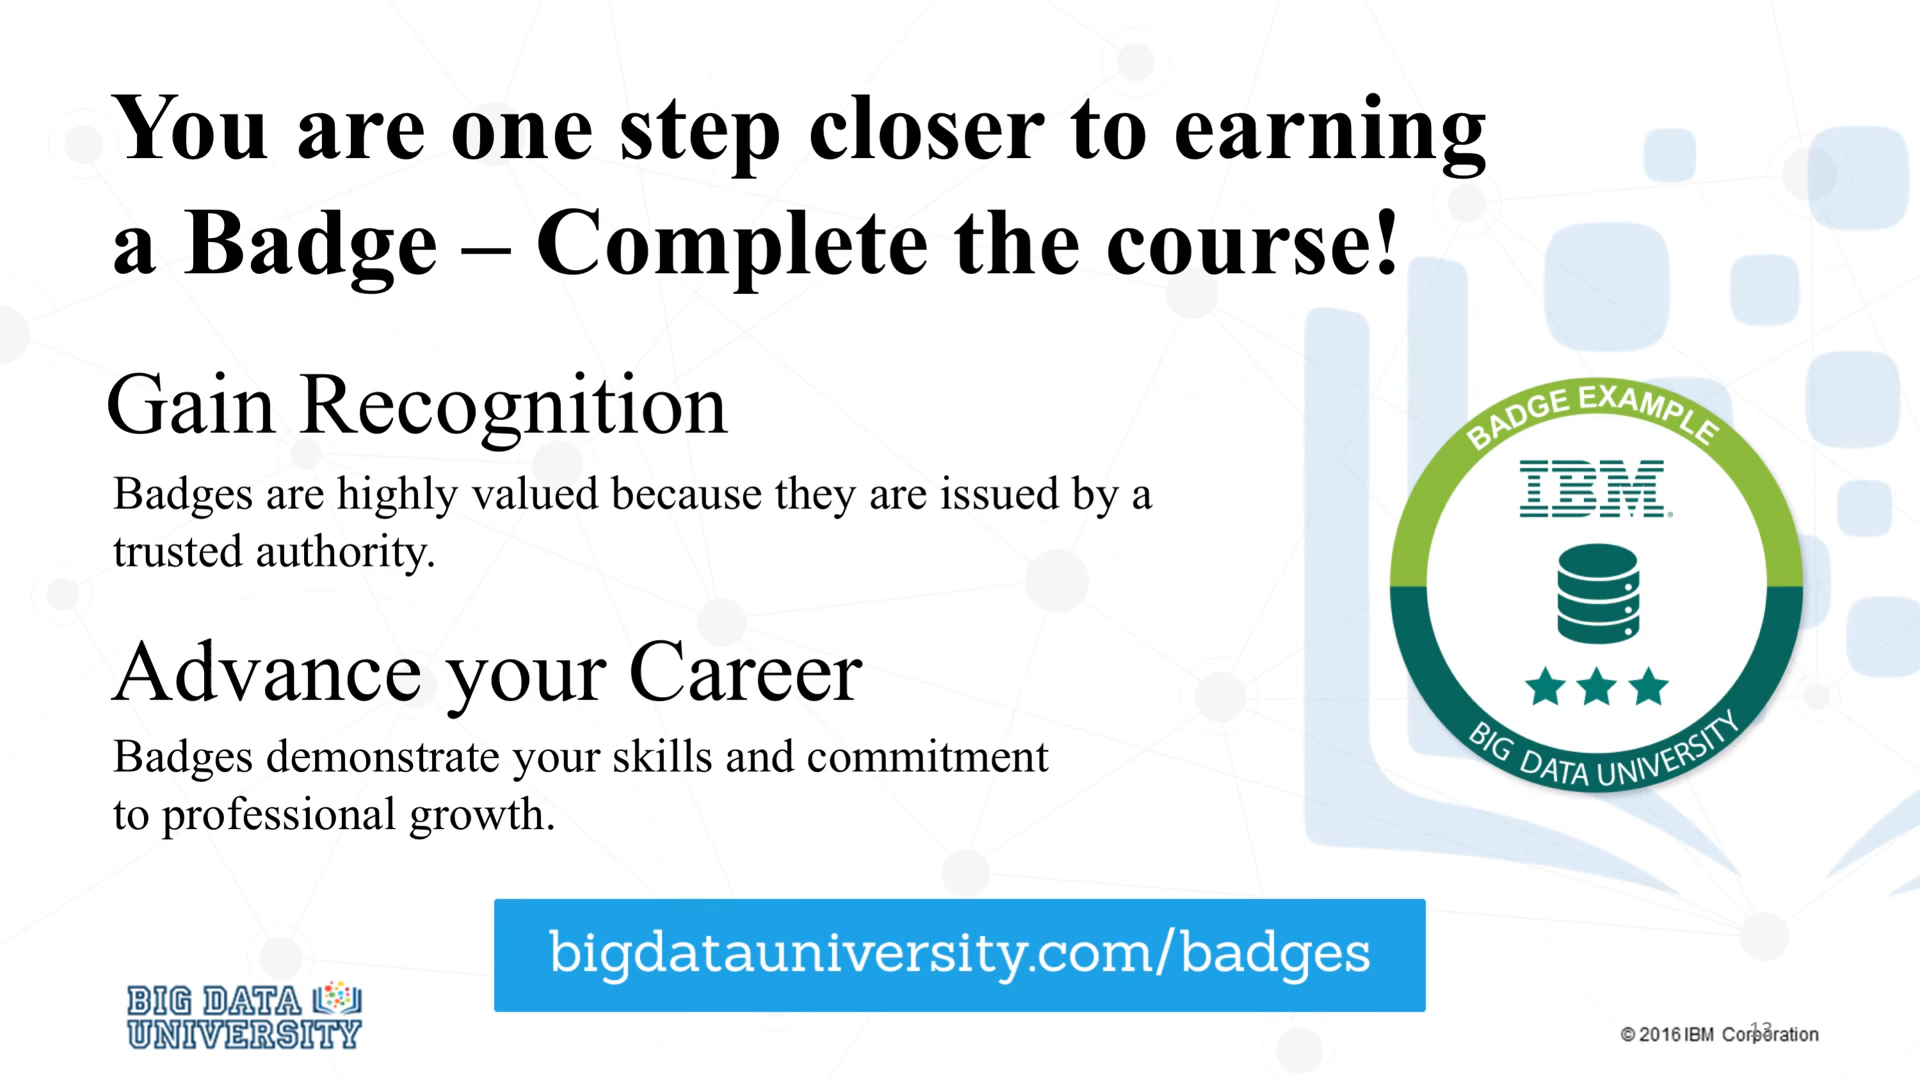 You are one step closer to earning
a Badge – Complete the course!
Gain Recognition
Badges are highly valued because they are issued by a
trusted authority.
Advance your Career
Badges demonstrate your skills and commitment
to professional growth.
BADGE EXAMPLE
IBM
BIG DATA UNIVERSITY
bigdatauniversity.com/badges
BIG DATA
UNIVERSITY
13
© 2016 IBM Corporation